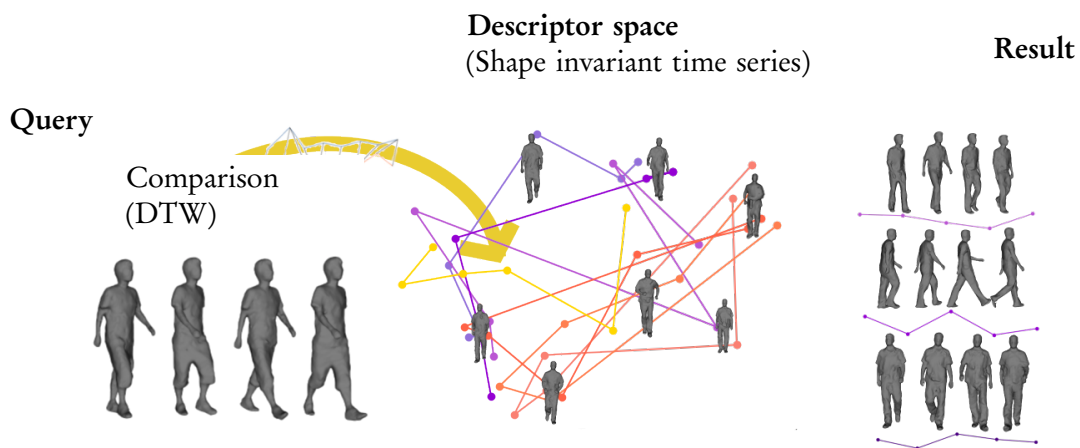 Descriptor space
(Shape invariant time series)
Result
Query
Comparison
(DTW)